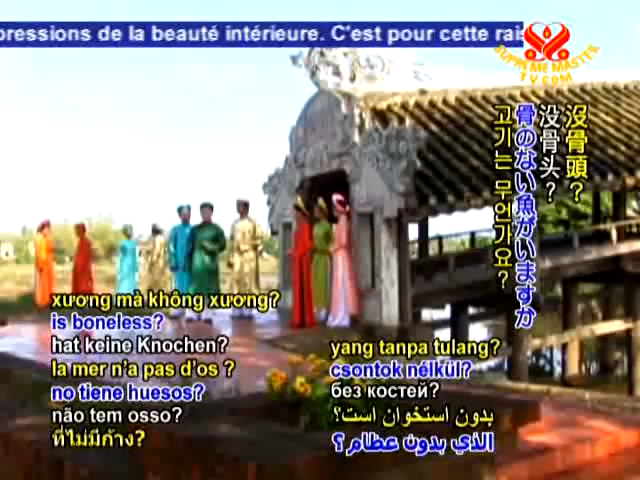 pressions de la beauté intérieure. C'est pour cette rai
SUPREME MASTER
TV.COM
沒骨頭？
没骨头？
骨のない魚がいますか
고기는 무언가요?
xương mà không xương?
is boneless?
hat keine Knochen?
la mer n'a pas d'os ?
no tiene huesos?
não tem osso?
ที่ไม่มีก้าง?
yang tanpa tulang?
csontok nélkül?
без костей?
بدون استخوان است؟
الذي بدون عظام؟